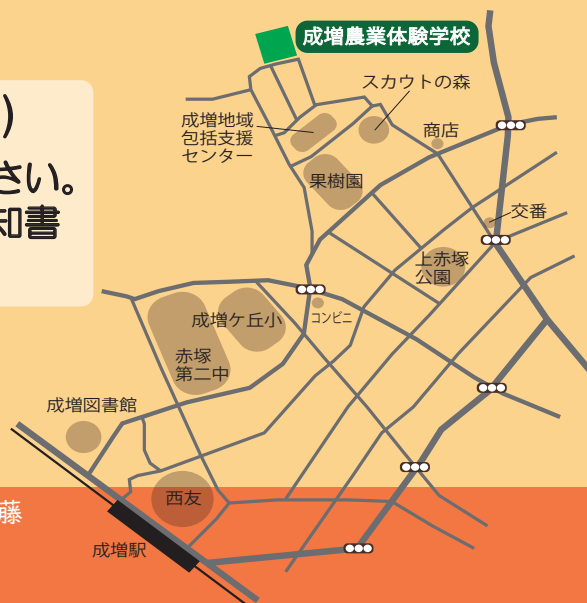 成増農業体験学校
スカウトの森
成増地域
包括支援
センター
商店
果樹園
交番
上赤塚
公園
成増ケ丘小
コンビニ
赤塚
第二中
成増図書館
西友
成増駅
)
さい。
知書
藤